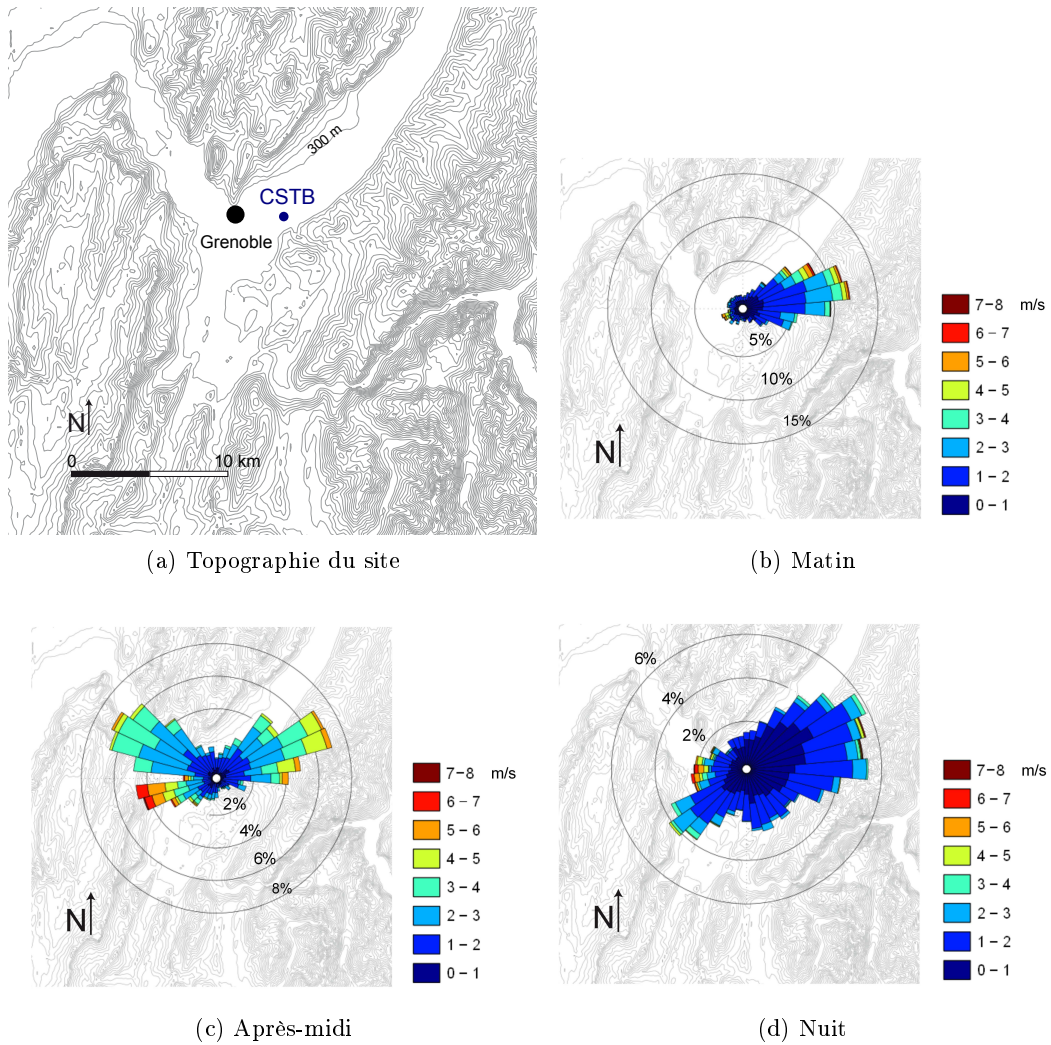 300 m
CSTB
Grenoble
N
0 10 km
(a) Topographie du site
5%
10%
15%
N
7-8 m/s
6-7
5-6
4-5
3-4
2-3
1-2
0-1
(b) Matin
2%
4%
6%
8%
N
7-8 m/s
6-7
5-6
4-5
3-4
2-3
1-2
0-1
(c) Après-midi
6%
4%
2%
N
7-8 m/s
6-7
5-6
4-5
3-4
2-3
1-2
0-1
(d) Nuit